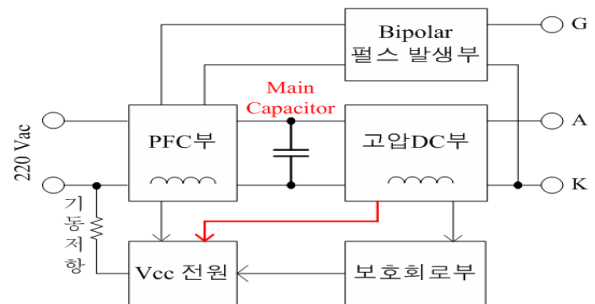 Bipolar
펄스 발생부
G
Main
Capacitor
220 Vac
PFC부
고압DC부
A
K
기동저항
Vcc 전원
보호회로부